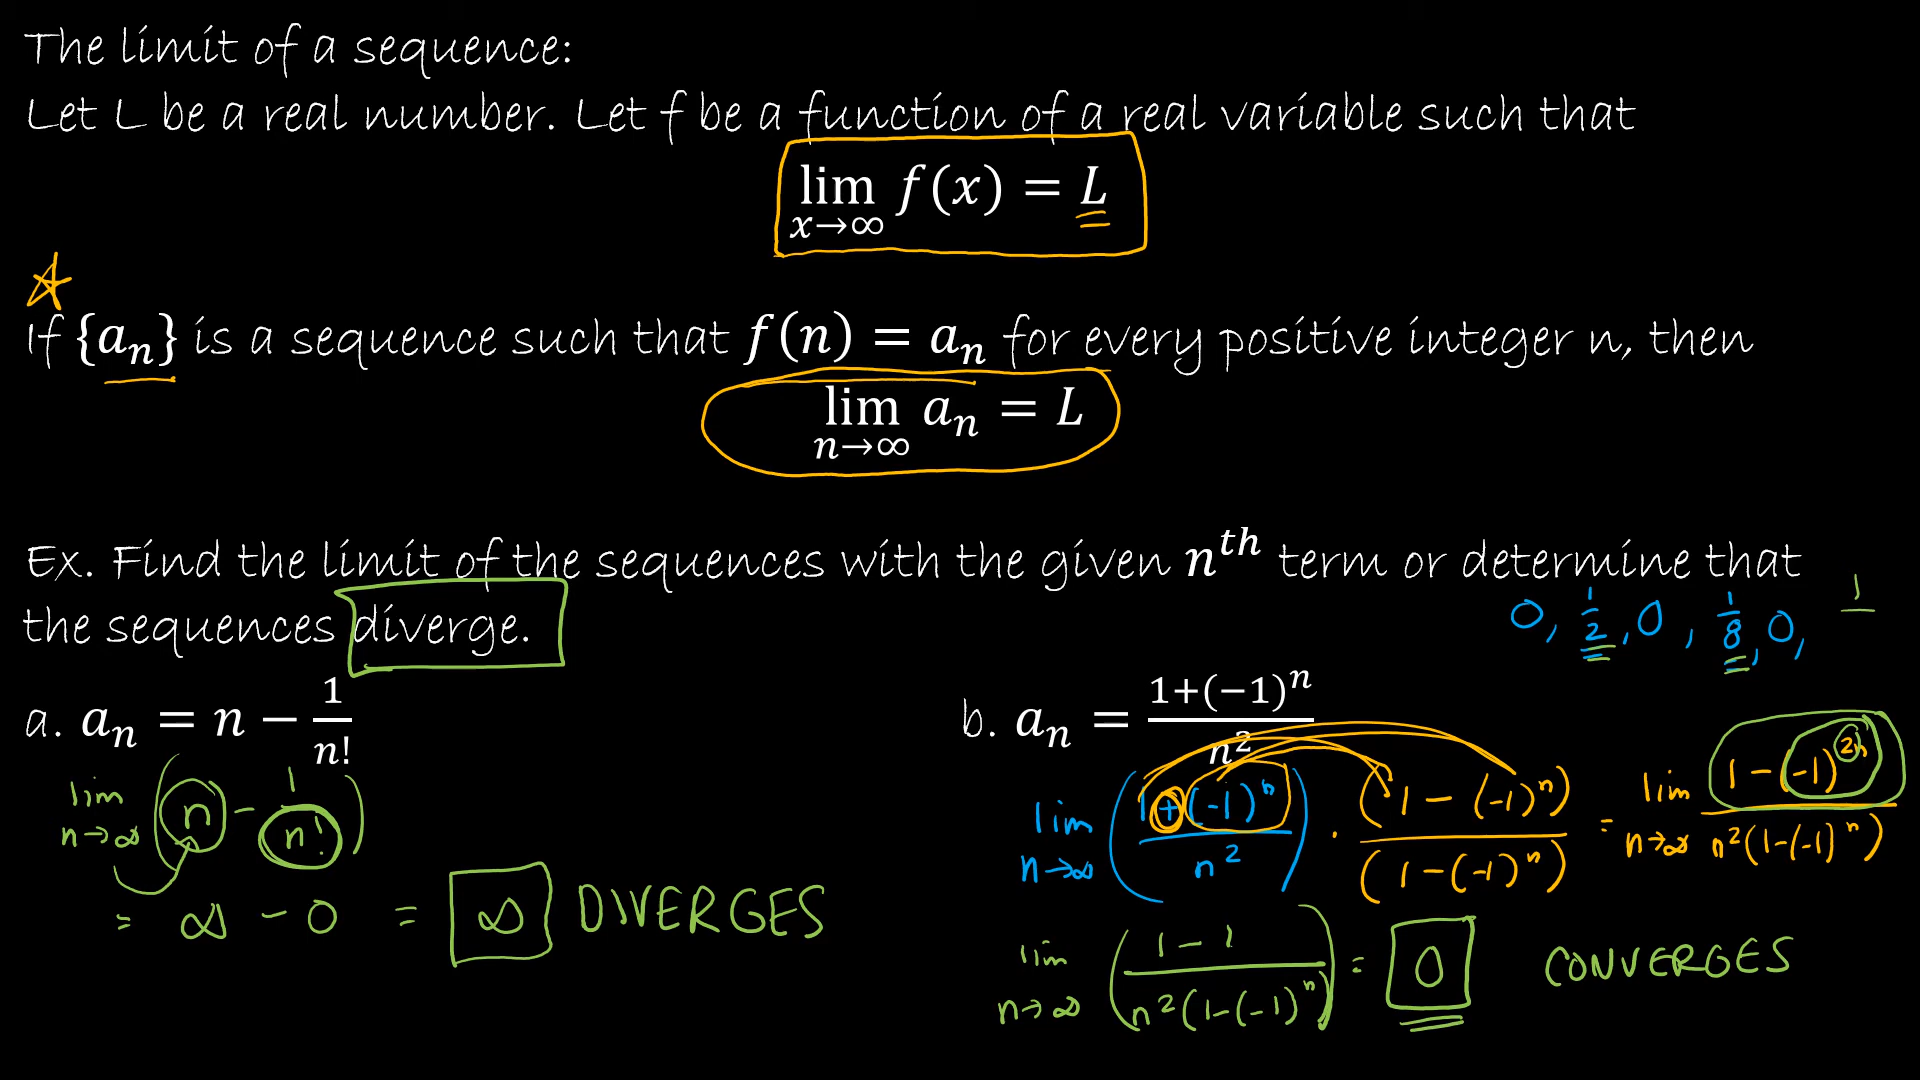 The limit of a sequence:
Let L be a real number. Let f be a function of a real variable such that
lim x→∞ f(x) = L
If {aₙ} is a sequence such that f(n) = aₙ for every positive integer n, then
lim n→∞ aₙ = L
Ex. Find the limit of the sequences with the given nᵗʰ term or determine that
the sequences diverge.
0, 1/2, 0, 1/8, 0, 1/
a. aₙ = n − 1/n!
lim n→∞ (n − 1/n!)
= ∞ − 0 = ∞ DIVERGES
b. aₙ = (1+(−1)ⁿ)/n²
lim n→∞ ((1+(−1)ⁿ)/n²) · (1−(−1)ⁿ)/(1−(−1)ⁿ) = lim n→∞ (1−(−1)²ⁿ)/(n²(1−(−1)ⁿ))
lim n→∞ ((1−1)/(n²(1−(−1)ⁿ))) = 0 CONVERGES